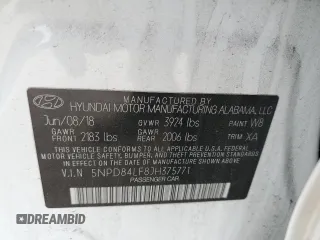 MANUFACTURED BY
HYUNDAI MOTOR MANUFACTURING ALABAMA, LLC
Jun/08/18 GVWR 3974 lbs PAINT W8
GAWR FRONT 2183 lbs GAWR REAR 2006 lbs TRIM XA
THIS VEHICLE CONFORMS TO ALL APPLICABLE FEDERAL MOTOR
VEHICLE SAFETY, BUMPER, AND THEFT PREVENTION STANDARDS
IN EFFECT ON THE DATE OF MANUFACTURE SHOWN ABOVE.
V.I.N 5NPD84LF8JH375771
PASSENGER CAR
DREAMBID